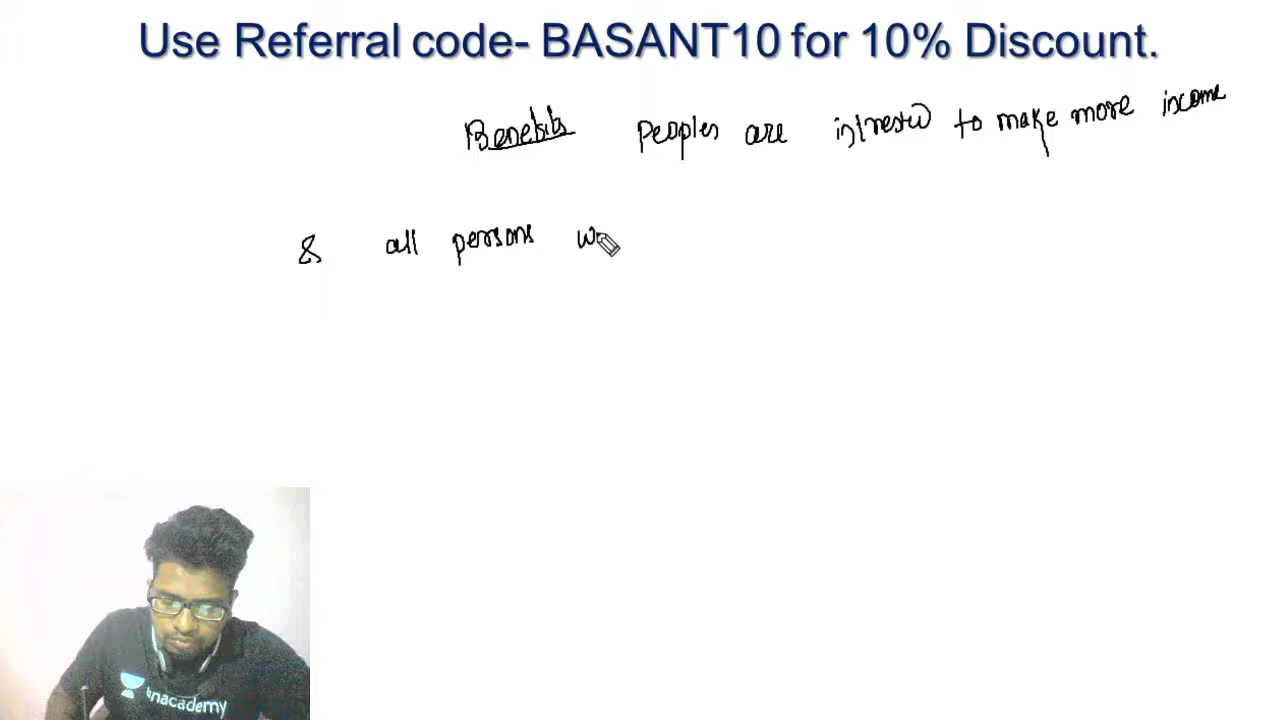 Use Referral code- BASANT10 for 10% Discount.
Benefits Peoples are intrested to make more income
& all persons w
unacademy